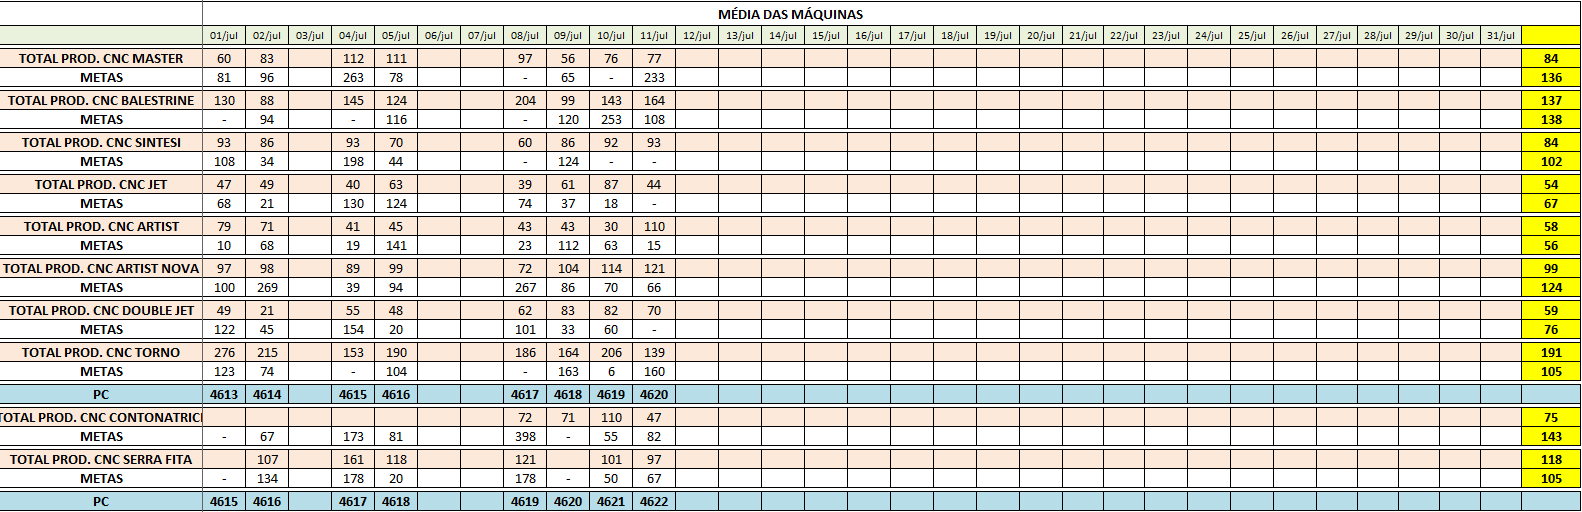 MÉDIA DAS MÁQUINAS
01/jul 02/jul 03/jul 04/jul 05/jul 06/jul 07/jul 08/jul 09/jul 10/jul 11/jul 12/jul 13/jul 14/jul 15/jul 16/jul 17/jul 18/jul 19/jul 20/jul 21/jul 22/jul 23/jul 24/jul 25/jul 26/jul 27/jul 28/jul 29/jul 30/jul 31/jul
TOTAL PROD. CNC MASTER 60 83 112 111 97 56 76 77 84
METAS 81 96 263 78 - 65 - 233 136
TOTAL PROD. CNC BALESTRINE 130 88 145 124 204 99 143 164 137
METAS - 94 - 116 - 120 253 108 138
TOTAL PROD. CNC SINTESI 93 86 93 70 60 86 92 93 84
METAS 108 34 198 44 - 124 - - 102
TOTAL PROD. CNC JET 47 49 40 63 39 61 87 44 54
METAS 68 21 130 124 74 37 18 - 67
TOTAL PROD. CNC ARTIST 79 71 41 45 43 43 30 110 58
METAS 10 68 19 141 23 112 63 15 56
TOTAL PROD. CNC ARTIST NOVA 97 98 89 99 72 104 114 121 99
METAS 100 269 39 94 267 86 70 66 124
TOTAL PROD. CNC DOUBLE JET 49 21 55 48 62 83 82 70 59
METAS 122 45 154 20 101 33 60 - 76
TOTAL PROD. CNC TORNO 276 215 153 190 186 164 206 139 191
METAS 123 74 - 104 - 163 6 160 105
PC 4613 4614 4615 4616 4617 4618 4619 4620
TOTAL PROD. CNC CONTONATRICI 72 71 110 47 75
METAS - 67 173 81 398 - 55 82 143
TOTAL PROD. CNC SERRA FITA 107 161 118 121 101 97 118
METAS - 134 178 20 178 - 50 67 105
PC 4615 4616 4617 4618 4619 4620 4621 4622